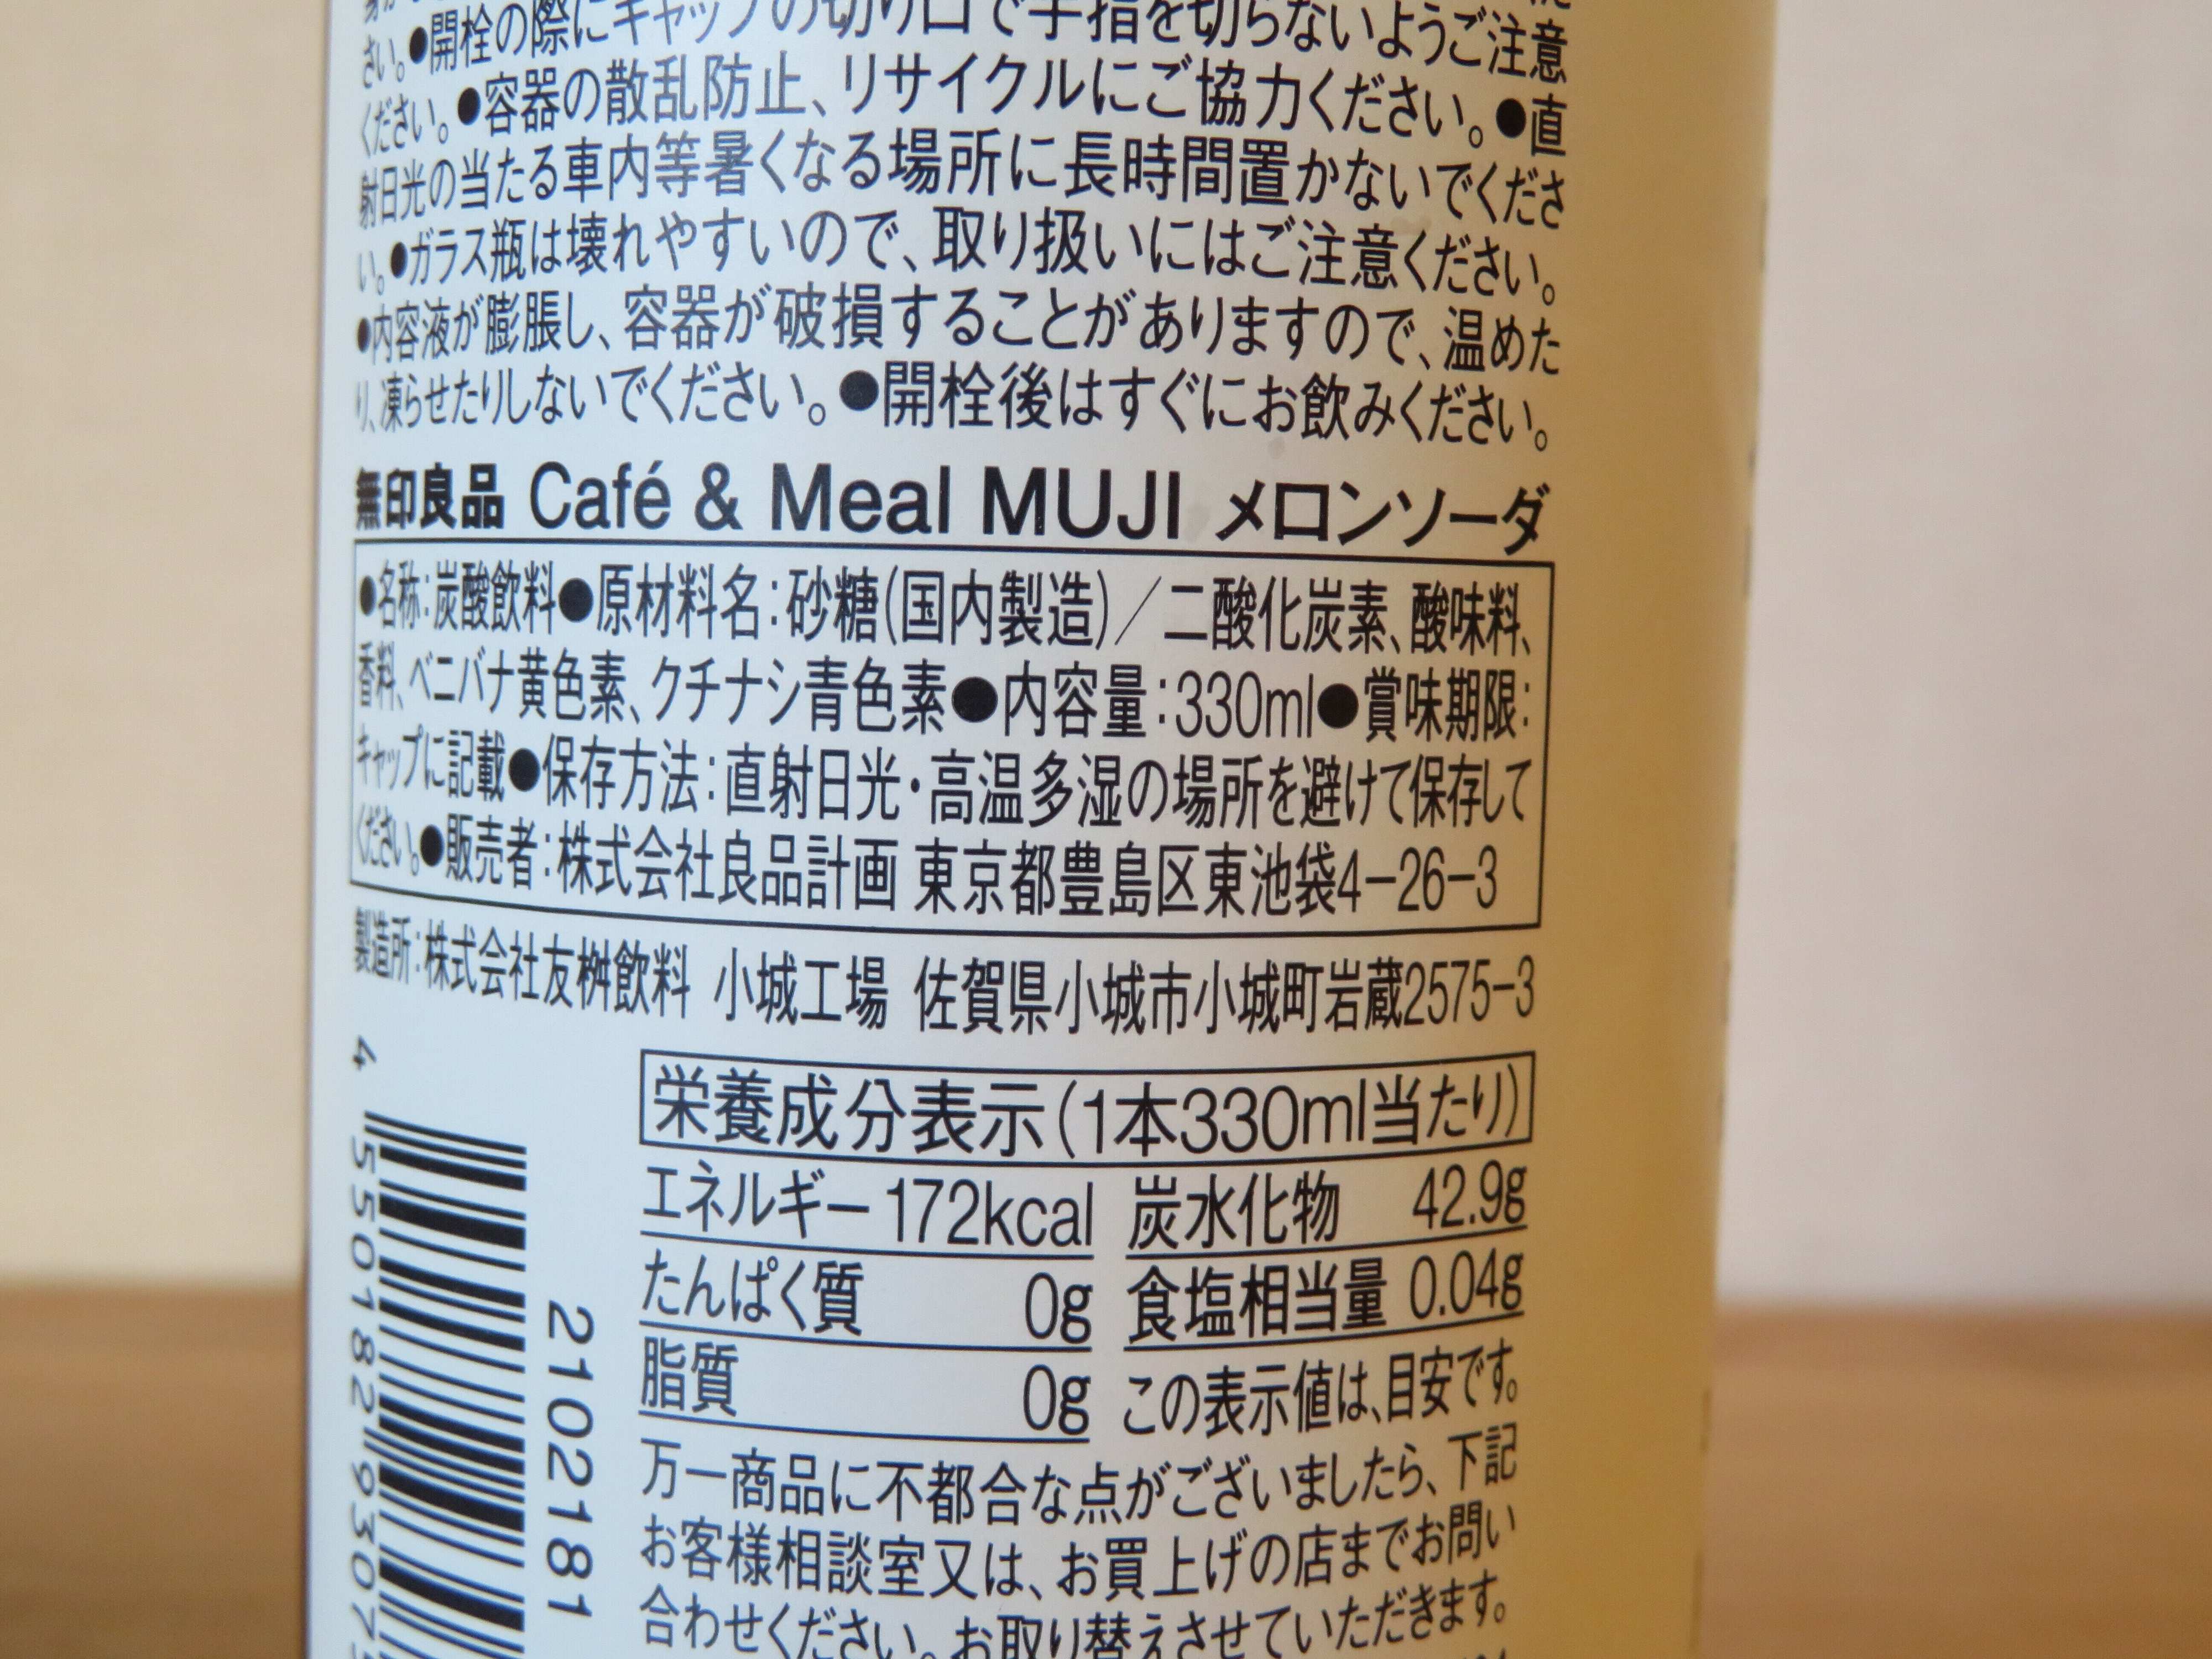 さい。●開栓の際にキャップの切り口で手指を切らないようご注意
ください。●容器の散乱防止、リサイクルにご協力ください。●直
射日光の当たる車内等暑くなる場所に長時間置かないでくださ
い。●ガラス瓶は壊れやすいので、取り扱いにはご注意ください。
●内容液が膨脹し、容器が破損することがありますので、温めた
り、凍らせたりしないでください。●開栓後はすぐにお飲みください。
無印良品 Café & Meal MUJI メロンソーダ
●名称:炭酸飲料●原材料名:砂糖(国内製造)/二酸化炭素、酸味料、
香料、ベニバナ黄色素、クチナシ青色素●内容量:330ml●賞味期限:
キャップに記載●保存方法:直射日光・高温多湿の場所を避けて保存して
ください。●販売者:株式会社良品計画 東京都豊島区東池袋4-26-3
製造所:株式会社友桝飲料 小城工場 佐賀県小城市小城町岩蔵2575-3
栄養成分表示(1本330ml当たり)
エネルギー 172kcal 炭水化物 42.9g
たんぱく質 0g 食塩相当量 0.04g
脂質 0g この表示値は、目安です。
万一商品に不都合な点がございましたら、下記
お客様相談室又は、お買上げの店までお問い
合わせください。お取り替えさせていただきます。
4 550182 93075
2102181